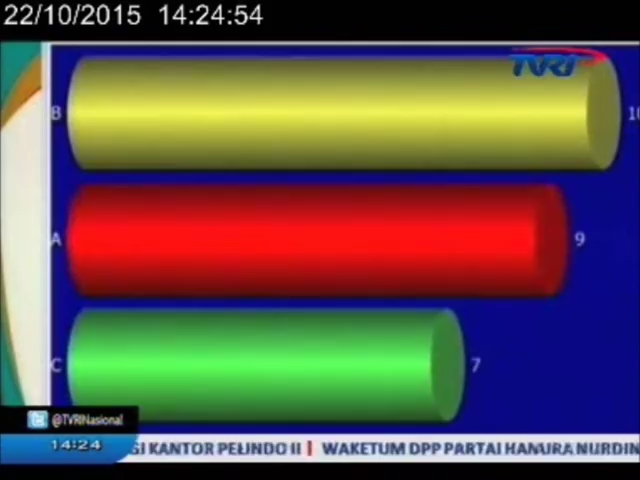 22/10/2015 14:24:54
TVRI
B
A 9
C 7
@TVRINasional
14:24
KANTOR PELINDO II | WAKETUM DPP PARTAI HANURA NURDIN